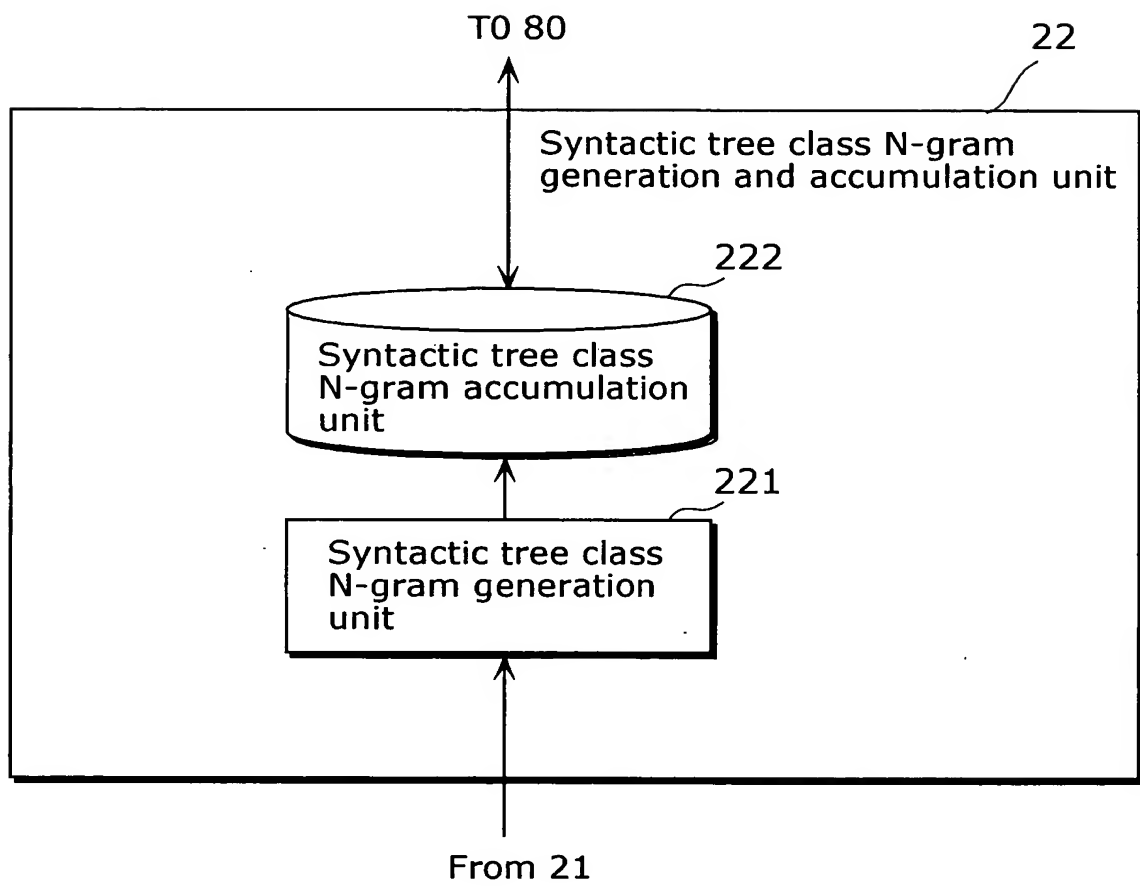 TO 80
22
Syntactic tree class N-gram
generation and accumulation unit
222
Syntactic tree class
N-gram accumulation
unit
221
Syntactic tree class
N-gram generation
unit
From 21